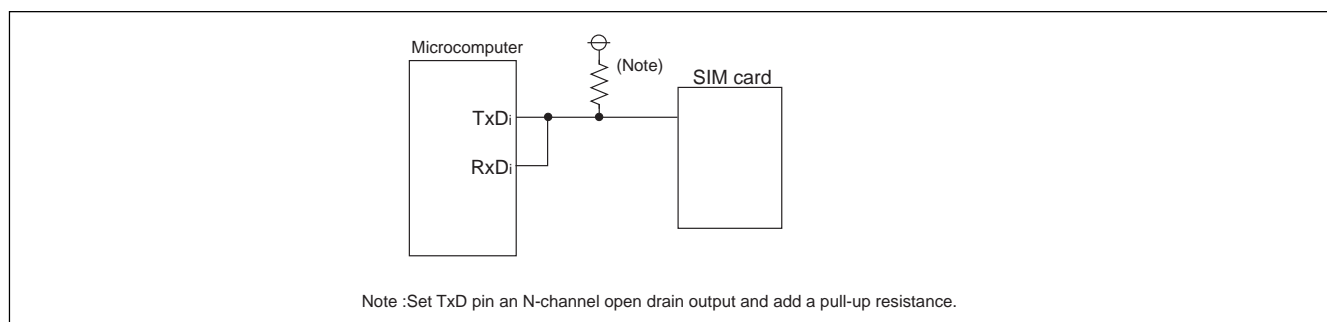 Microcomputer
(Note)
SIM card
TxDi
RxDi
Note :Set TxD pin an N-channel open drain output and add a pull-up resistance.